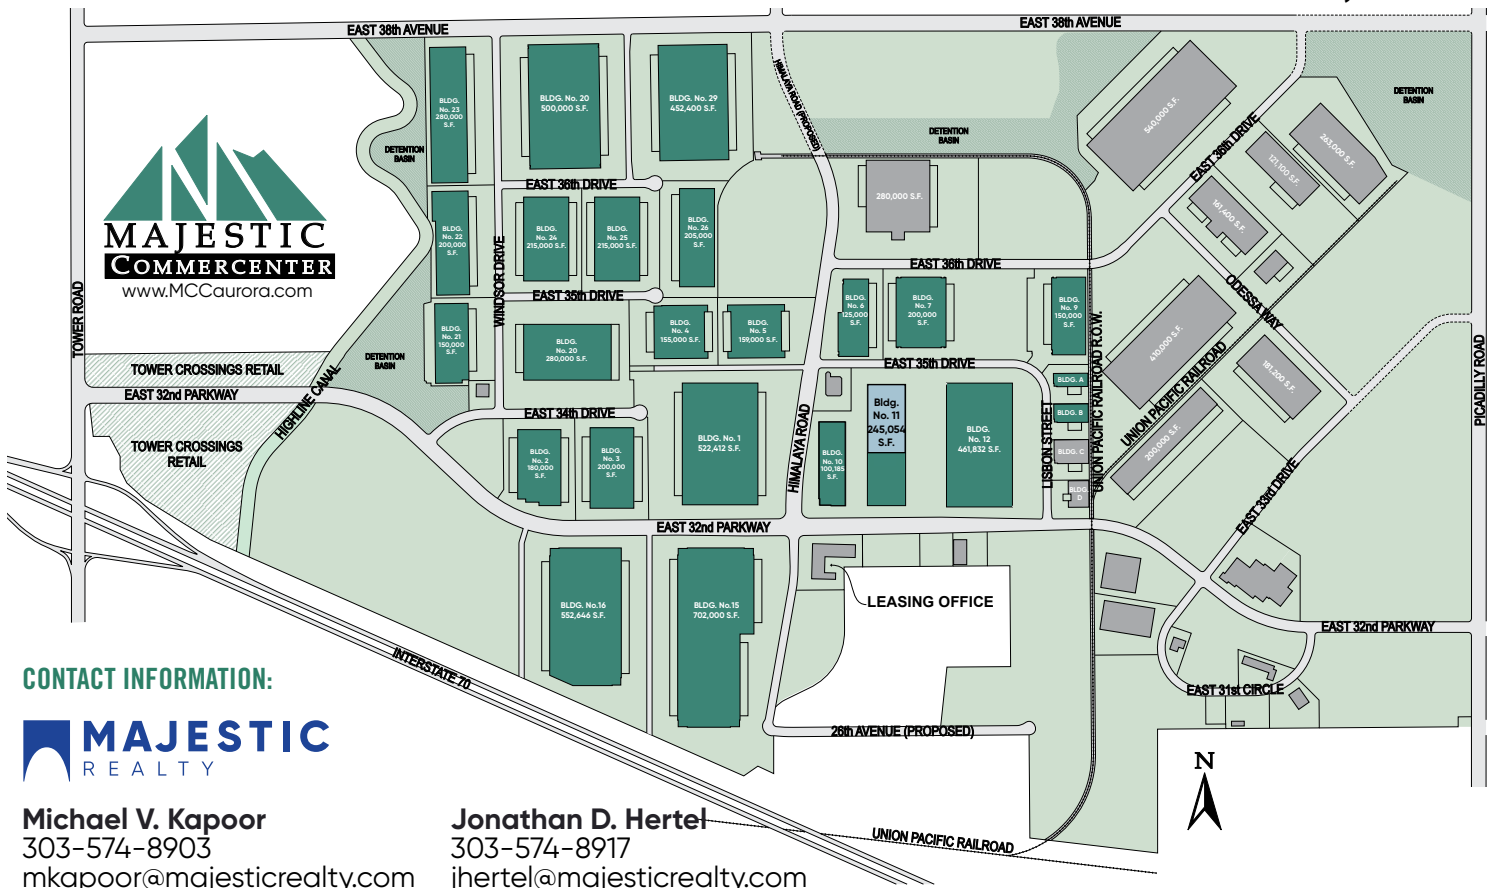 EAST 38th AVENUE
EAST 38th AVENUE
BLDG.
No. 23
280,000
S.F.
BLDG. No. 20
500,000 S.F.
BLDG. No. 29
452,400 S.F.
HIMALAYA ROAD (PROPOSED)
DETENTION
BASIN
540,000 S.F.
EAST 36th DRIVE
121,100 S.F.
263,000 S.F.
DETENTION
BASIN
DETENTION
BASIN
MAJESTIC
COMMERCENTER
www.MCCaurora.com
EAST 36th DRIVE
280,000 S.F.
161,400 S.F.
BLDG.
No. 22
200,000
S.F.
WINDSOR DRIVE
BLDG.
No. 24
215,000 S.F.
BLDG.
No. 25
215,000 S.F.
BLDG.
No. 26
205,000
S.F.
EAST 36th DRIVE
ODESSA WAY
TOWER ROAD
EAST 35th DRIVE
BLDG.
No. 21
150,000
S.F.
BLDG.
No. 20
280,000 S.F.
BLDG.
No. 4
155,000 S.F.
BLDG.
No. 5
159,000 S.F.
BLDG.
No. 6
125,000
S.F.
BLDG.
No. 7
200,000
S.F.
BLDG.
No. 9
150,000
S.F.
UNION PACIFIC RAILROAD R.O.W.
410,000 S.F.
181,200 S.F.
PICADILLY ROAD
DETENTION
BASIN
TOWER CROSSINGS RETAIL
EAST 32nd PARKWAY
HIGHLINE CANAL
EAST 35th DRIVE
BLDG. A
BLDG. B
BLDG. C
BLDG.
D
LISBON STREET
UNION PACIFIC RAILROAD
200,000 S.F.
TOWER CROSSINGS
RETAIL
EAST 34th DRIVE
BLDG.
No. 2
180,000
S.F.
BLDG.
No. 3
200,000
S.F.
BLDG. No. 1
522,412 S.F.
HIMALAYA ROAD
BLDG.
No. 10
100,185
S.F.
Bldg.
No. 11
245,054
S.F.
BLDG.
No. 12
461,832 S.F.
EAST 33rd DRIVE
EAST 32nd PARKWAY
BLDG. No.16
552,646 S.F.
BLDG. No.15
702,000 S.F.
LEASING OFFICE
EAST 32nd PARKWAY
INTERSTATE 70
EAST 31st CIRCLE
26th AVENUE (PROPOSED)
N
UNION PACIFIC RAILROAD
CONTACT INFORMATION:
MAJESTIC
REALTY
Michael V. Kapoor
303-574-8903
mkapoor@majesticrealty.com
Jonathan D. Hertel
303-574-8917
jhertel@majesticrealty.com